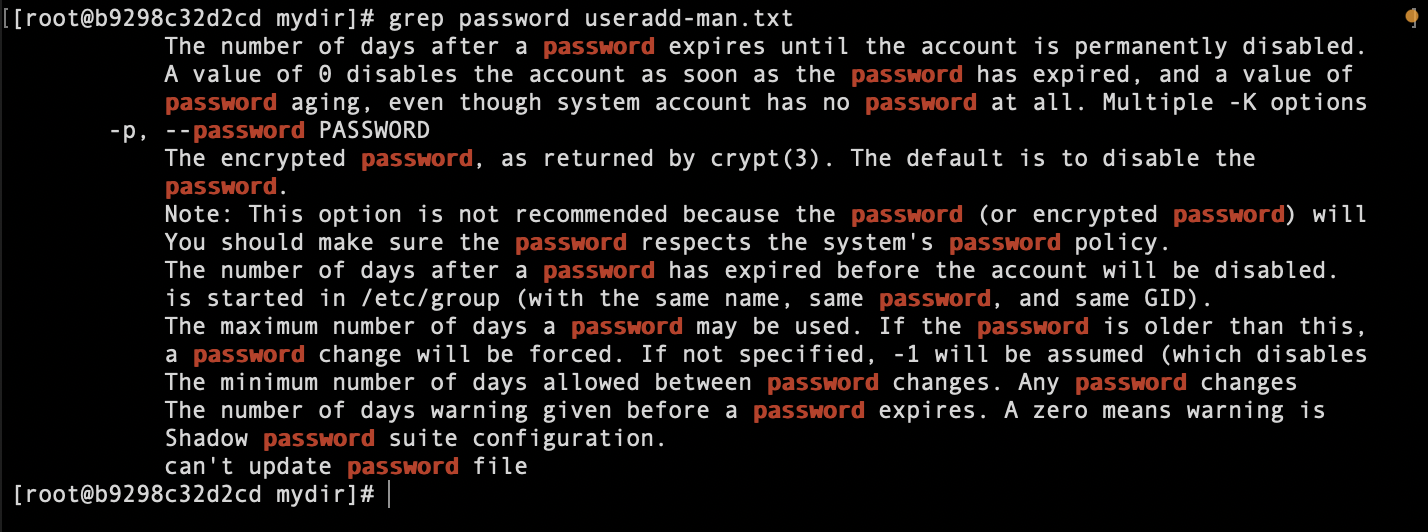 [[root@b9298c32d2cd mydir]# grep password useradd-man.txt ]
The number of days after a password expires until the account is permanently disabled.
A value of 0 disables the account as soon as the password has expired, and a value of
password aging, even though system account has no password at all. Multiple -K options
-p, --password PASSWORD
The encrypted password, as returned by crypt(3). The default is to disable the
password.
Note: This option is not recommended because the password (or encrypted password) will
You should make sure the password respects the system's password policy.
The number of days after a password has expired before the account will be disabled.
is started in /etc/group (with the same name, same password, and same GID).
The maximum number of days a password may be used. If the password is older than this,
a password change will be forced. If not specified, -1 will be assumed (which disables
The minimum number of days allowed between password changes. Any password changes
The number of days warning given before a password expires. A zero means warning is
Shadow password suite configuration.
can't update password file
[root@b9298c32d2cd mydir]#